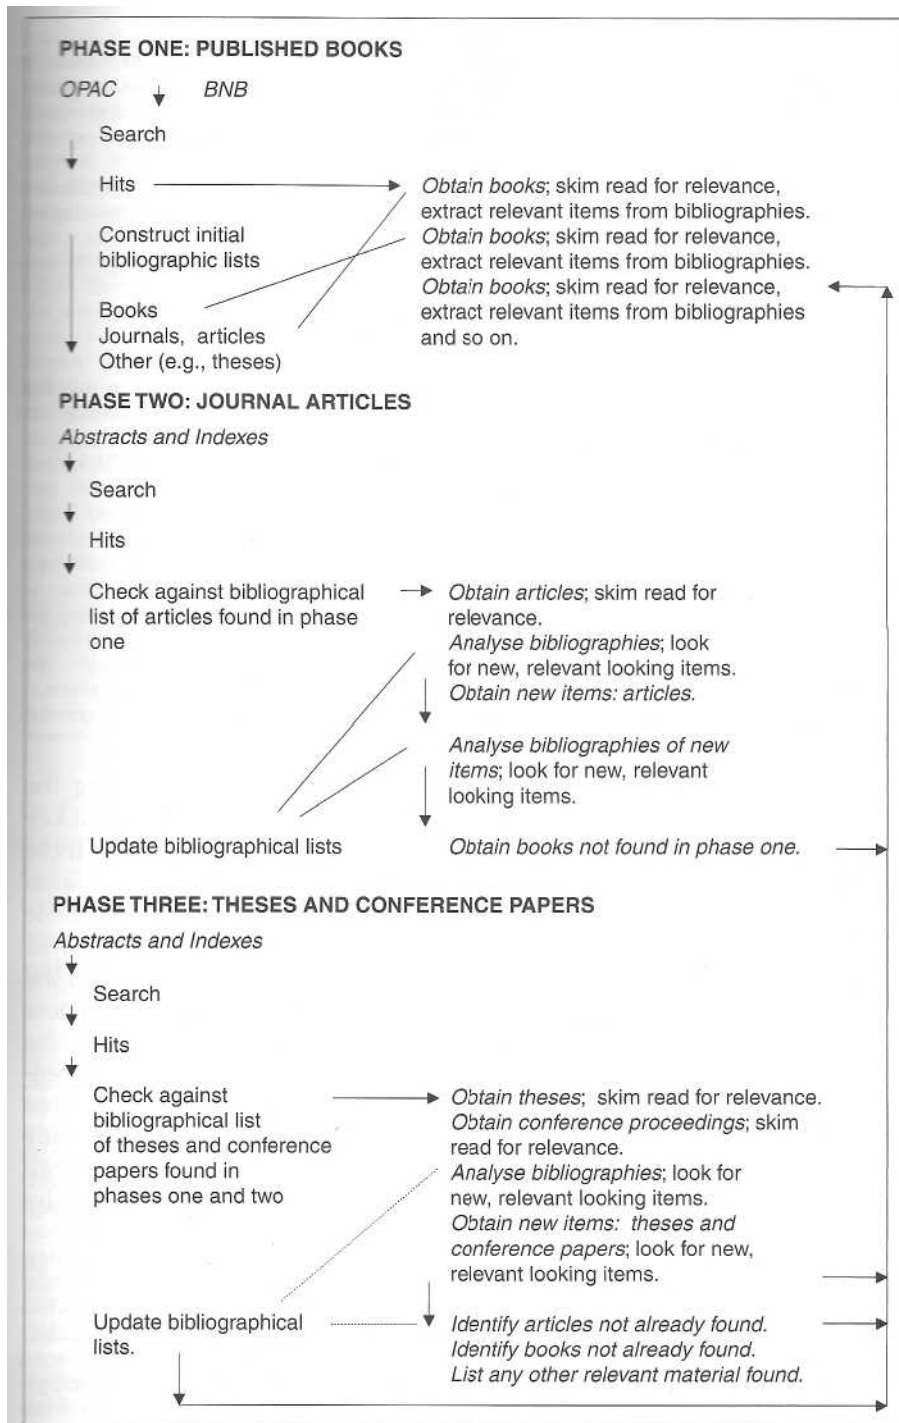 PHASE ONE: PUBLISHED BOOKS
OPAC BNB
Search
Hits
Obtain books; skim read for relevance,
extract relevant items from bibliographies.
Construct initial
bibliographic lists
Obtain books; skim read for relevance,
extract relevant items from bibliographies.
Obtain books; skim read for relevance,
extract relevant items from bibliographies
and so on.
Books
Journals, articles
Other (e.g., theses)
PHASE TWO: JOURNAL ARTICLES
Abstracts and Indexes
Search
Hits
Check against bibliographical
list of articles found in phase
one
Obtain articles; skim read for
relevance.
Analyse bibliographies; look
for new, relevant looking items.
Obtain new items: articles.
Analyse bibliographies of new
items; look for new, relevant
looking items.
Update bibliographical lists
Obtain books not found in phase one.
PHASE THREE: THESES AND CONFERENCE PAPERS
Abstracts and Indexes
Search
Hits
Check against
bibliographical list
of theses and conference
papers found in
phases one and two
Obtain theses; skim read for relevance.
Obtain conference proceedings; skim
read for relevance.
Analyse bibliographies; look for
new, relevant looking items.
Obtain new items: theses and
conference papers; look for new,
relevant looking items.
Update bibliographical
lists.
Identify articles not already found.
Identify books not already found.
List any other relevant material found.